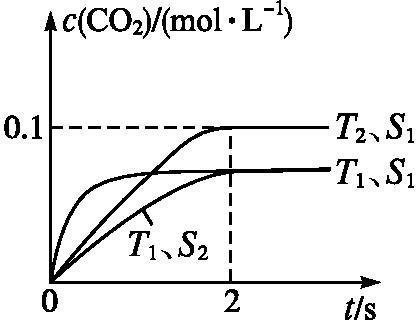 c(CO₂)/(mol·L⁻¹)
0.1
T₂、S₁
T₁、S₁
T₁、S₂
0
2
t/s